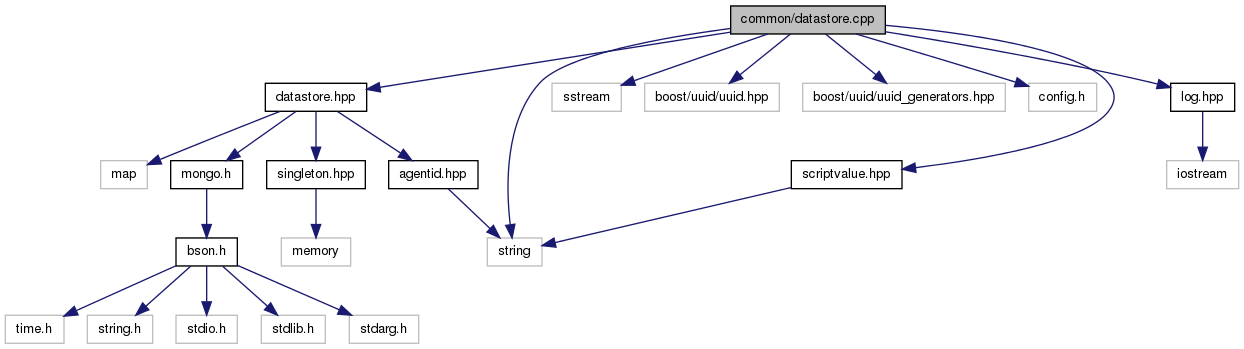 common/datastore.cpp
datastore.hpp
sstream
boost/uuid/uuid.hpp
boost/uuid/uuid_generators.hpp
config.h
log.hpp
map
mongo.h
singleton.hpp
agentid.hpp
scriptvalue.hpp
iostream
bson.h
memory
string
time.h
string.h
stdio.h
stdlib.h
stdarg.h